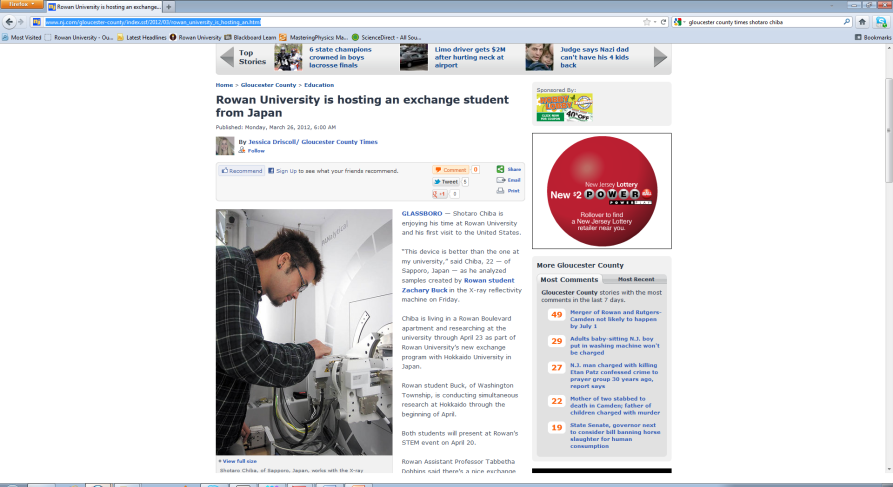 Firefox
Rowan University is hosting an exchange...
www.nj.com/gloucester-county/index.ssf/2012/03/rowan_university_is_hosting_an.html
gloucester county times shotaro chiba
Most Visited
Rowan University - Ou...
Latest Headlines
Rowan University
Blackboard Learn
MasteringPhysics: Ma...
ScienceDirect - All Sou...
Bookmarks
Top
Stories
6 state champions
crowned in boys
lacrosse finals
Limo driver gets $2M
after hurting neck at
airport
Judge says Nazi dad
can't have his 4 kids
back
Home > Gloucester County > Education
Rowan University is hosting an exchange student
from Japan
Published: Monday, March 26, 2012, 6:00 AM
By Jessica Driscoll/ Gloucester County Times
Follow
Recommend
Sign Up to see what your friends recommend.
Comment 0
Tweet 5
+1 0
Share
Email
Print
GLASSBORO — Shotaro Chiba is
enjoying his time at Rowan University
and his first visit to the United States.
"This device is better than the one at
my university," said Chiba, 22 — of
Sapporo, Japan — as he analyzed
samples created by Rowan student
Zachary Buck in the X-ray reflectivity
machine on Friday.
Chiba is living in a Rowan Boulevard
apartment and researching at the
university through April 23 as part of
Rowan University's new exchange
program with Hokkaido University in
Japan.
Rowan student Buck, of Washington
Township, is conducting simultaneous
research at Hokkaido through the
beginning of April.
Both students will present at Rowan's
STEM event on April 20.
Rowan Assistant Professor Tabbetha
Dobbins said there's a nice exchange
View full size
Shotaro Chiba, of Sapporo, Japan, works with the X-ray
Sponsored By:
40% OFF
New Jersey Lottery
New $2 POWER
POWER PLAY
Rollover to find
a New Jersey Lottery
retailer near you.
More Gloucester County
Most Comments
Most Recent
Gloucester County stories with the most
comments in the last 7 days.
49 Merger of Rowan and Rutgers-
Camden not likely to happen
by July 1
29 Adults baby-sitting N.J. boy
put in washing machine won't
be charged
27 N.J. man charged with killing
Etan Patz confessed crime to
prayer group 30 years ago,
report says
22 Mother of two stabbed to
death in Camden; father of
children charged with murder
19 State Senate, governor next
to consider bill banning horse
slaughter for human
consumption